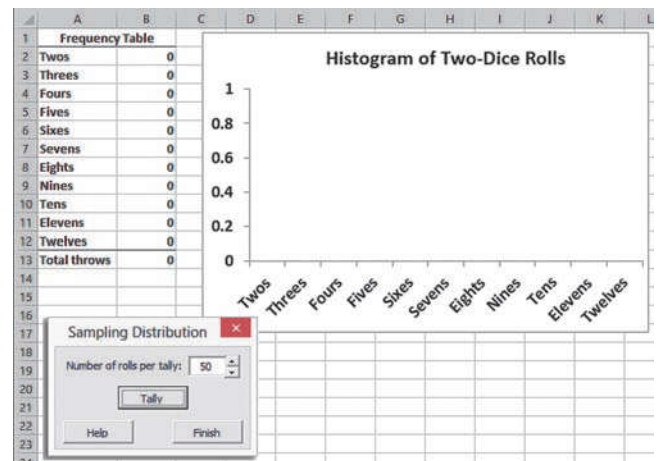 A B C D E F G H I J K L
1 Frequency Table
2 Twos 0
3 Threes 0
4 Fours 0
5 Fives 0
6 Sixes 0
7 Sevens 0
8 Eights 0
9 Nines 0
10 Tens 0
11 Elevens 0
12 Twelves 0
13 Total throws 0
14
15
16
17
18
19
20
21
22
23
24
Histogram of Two-Dice Rolls
1
0.8
0.6
0.4
0.2
0
Twos Threes Fours Fives Sixes Sevens Eights Nines Tens Elevens Twelves
Sampling Distribution ×
Number of rolls per tally: 50
Tally
Help Finish